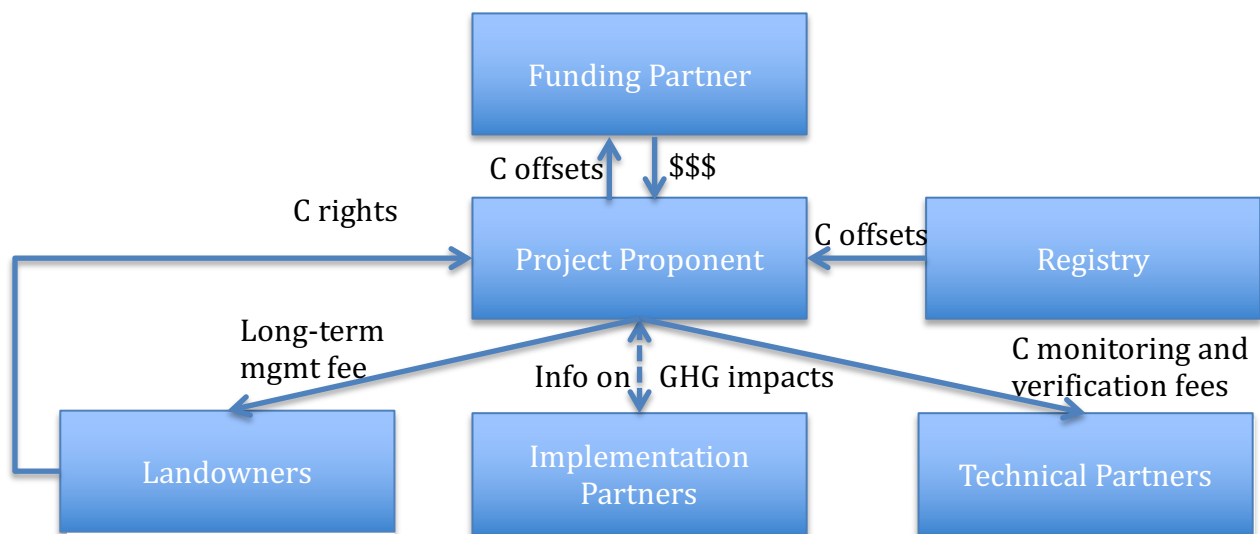 Funding Partner
C offsets
$$$
C rights
Project Proponent
C offsets
Registry
Long-term
mgmt fee
Info on
GHG impacts
C monitoring and
verification fees
Landowners
Implementation
Partners
Technical Partners